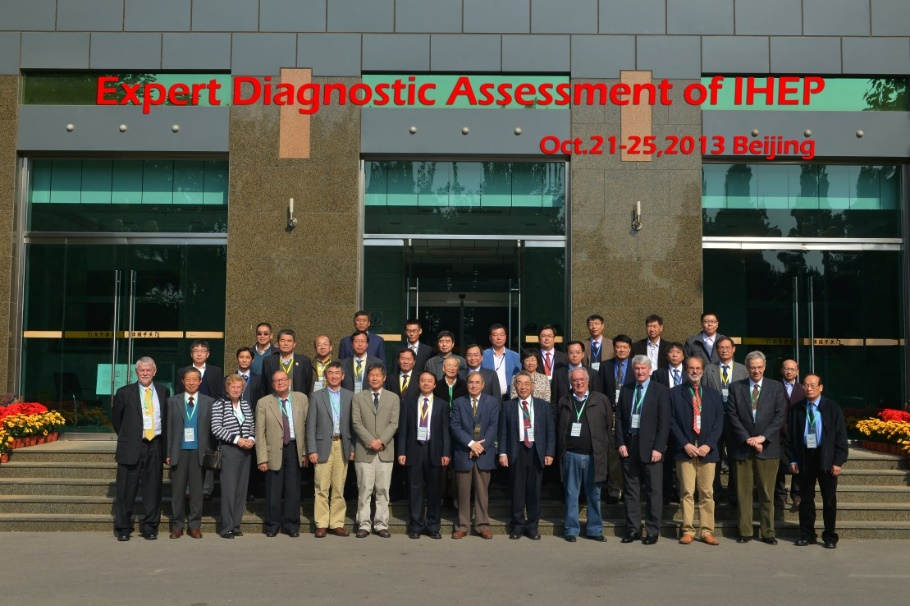 Expert Diagnostic Assessment of IHEP
Oct.21-25,2013 Beijing